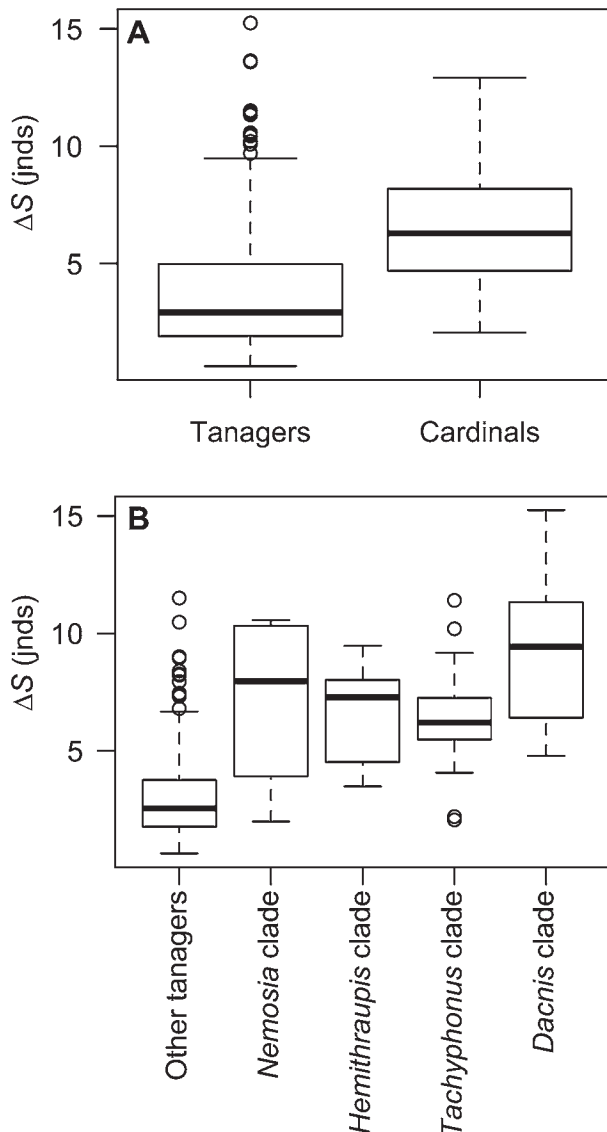 A
15
10
5
ΔS (jnds)
Tanagers
Cardinals
B
15
10
5
ΔS (jnds)
Other tanagers
Nemosia clade
Hemithraupis clade
Tachyphonus clade
Dacnis clade